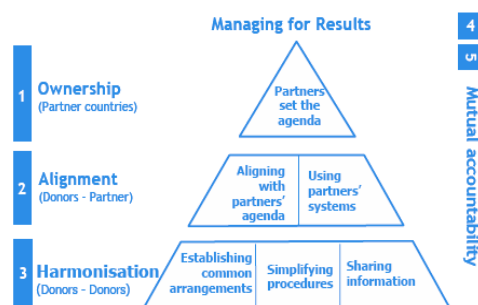 Managing for Results
4
5
Mutual accountability
1
Ownership
(Partner countries)
Partners
set the
agenda
2
Alignment
(Donors - Partner)
Aligning
with
partners'
agenda
Using
partners'
systems
3
Harmonisation
(Donors - Donors)
Establishing
common
arrangements
Simplifying
procedures
Sharing
information